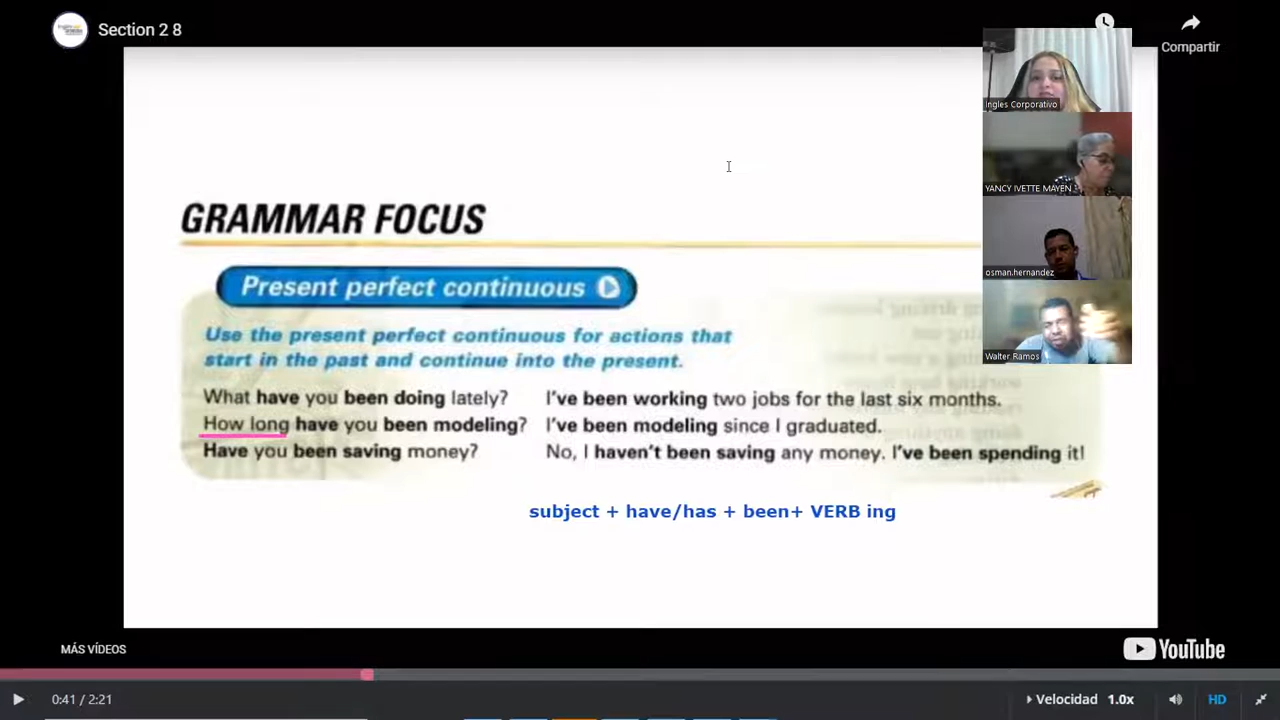 Section 2 8
Compartir
Ingles Corporativo
YANCY IVETTE MAYEN
osman.hernandez
Walter Ramos
GRAMMAR FOCUS
Present perfect continuous
Use the present perfect continuous for actions that
start in the past and continue into the present.
What have you been doing lately? I've been working two jobs for the last six months.
How long have you been modeling? I've been modeling since I graduated.
Have you been saving money? No, I haven't been saving any money. I've been spending it!
subject + have/has + been+ VERB ing
MÁS VÍDEOS
YouTube
0:41 / 2:21
Velocidad 1.0x
HD